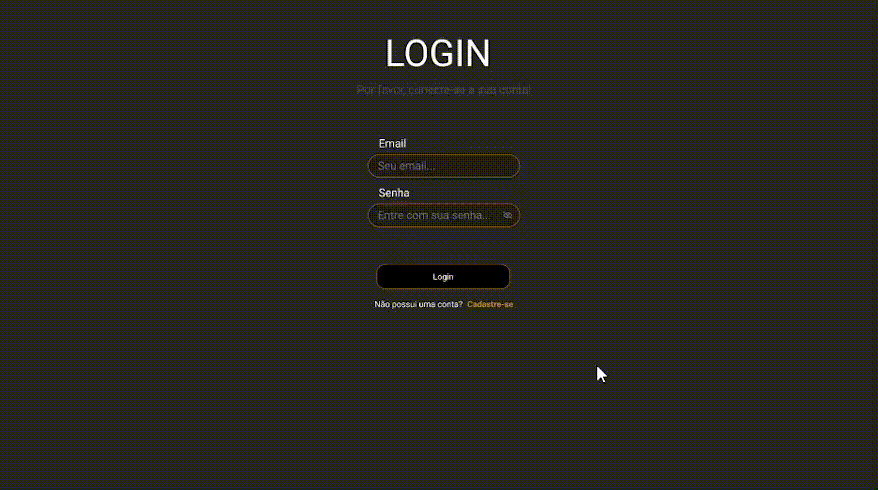 LOGIN
Por favor, conecte-se a sua conta!
Email
Seu email...
Senha
Entre com sua senha...
Login
Não possui uma conta? Cadastre-se